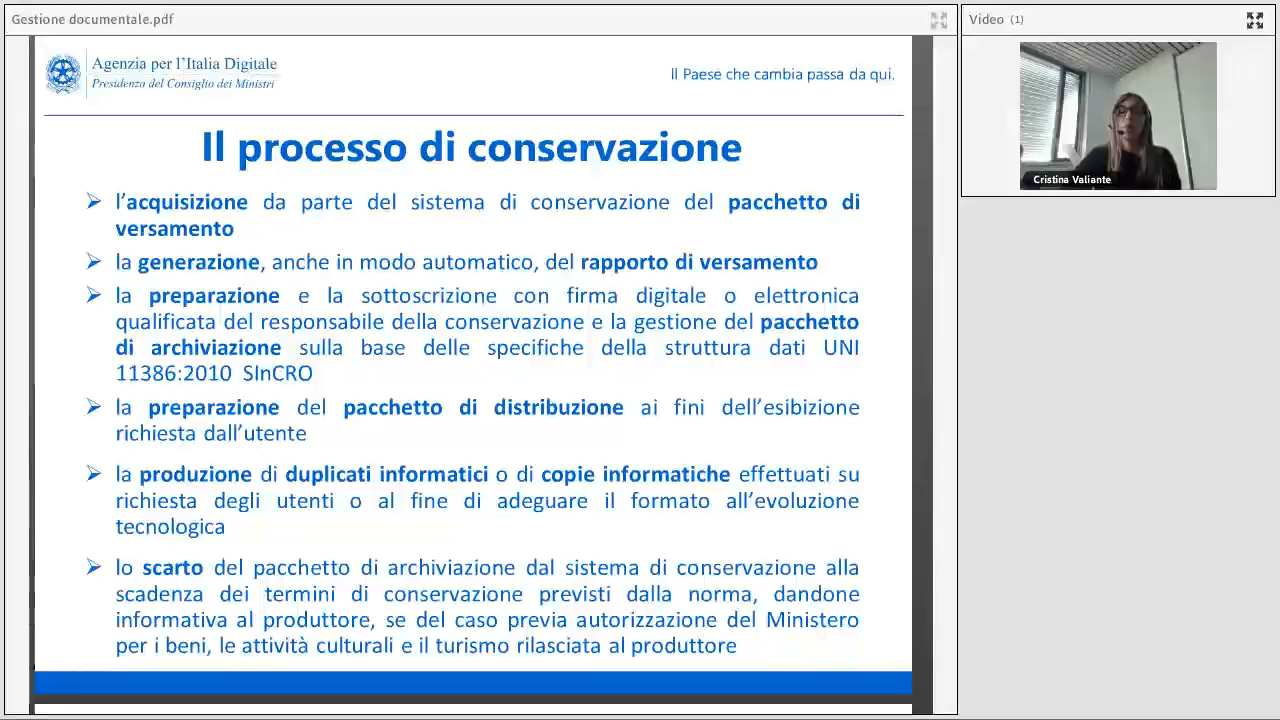 Gestione documentale.pdf
Video (1)
Agenzia per l'Italia Digitale
Presidenza del Consiglio dei Ministri
Il Paese che cambia passa da qui.
Cristina Valiante
Il processo di conservazione
➢ l'acquisizione da parte del sistema di conservazione del pacchetto di
versamento
➢ la generazione, anche in modo automatico, del rapporto di versamento
➢ la preparazione e la sottoscrizione con firma digitale o elettronica
qualificata del responsabile della conservazione e la gestione del pacchetto
di archiviazione sulla base delle specifiche della struttura dati UNI
11386:2010 SInCRO
➢ la preparazione del pacchetto di distribuzione ai fini dell'esibizione
richiesta dall'utente
➢ la produzione di duplicati informatici o di copie informatiche effettuati su
richiesta degli utenti o al fine di adeguare il formato all'evoluzione
tecnologica
➢ lo scarto del pacchetto di archiviazione dal sistema di conservazione alla
scadenza dei termini di conservazione previsti dalla norma, dandone
informativa al produttore, se del caso previa autorizzazione del Ministero
per i beni, le attività culturali e il turismo rilasciata al produttore